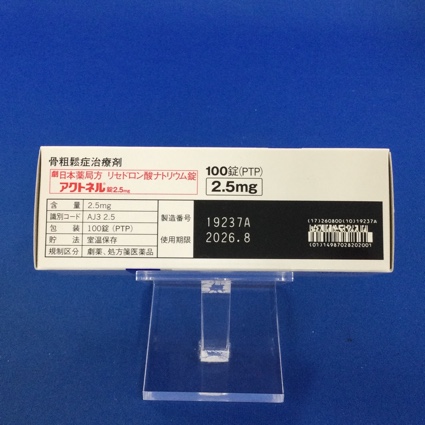 骨粗鬆症治療剤
劇 日本薬局方 リセドロン酸ナトリウム錠
アクトネル錠2.5mg
100錠(PTP)
2.5mg
含量 2.5mg
識別コード AJ3 2.5
包装 100錠(PTP)
貯法 室温保存
規制区分 劇薬、処方箋医薬品
製造番号 19237A
使用期限 2026.8
(17)260800(10)19237A
(01)14987028202001